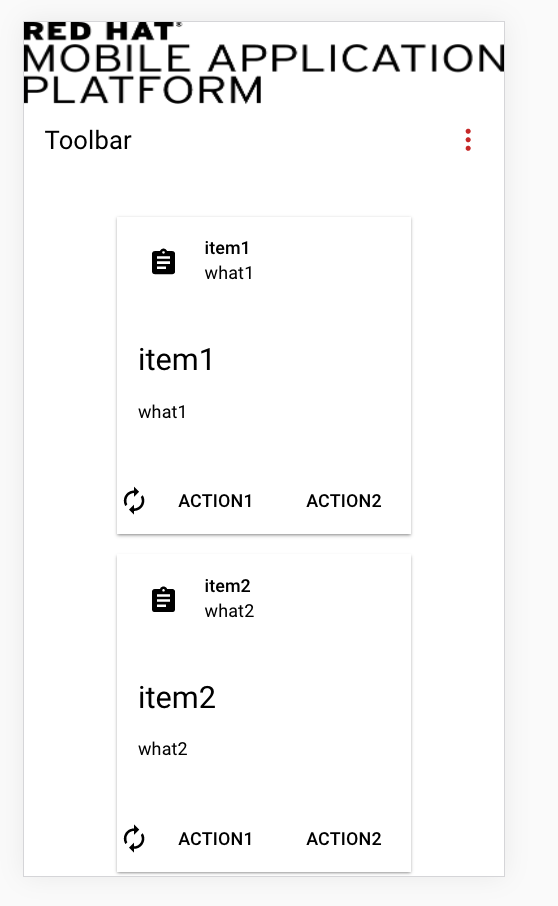 RED HAT®
MOBILE APPLICATION
PLATFORM
Toolbar
item1
what1
item1
what1
ACTION1 ACTION2
item2
what2
item2
what2
ACTION1 ACTION2